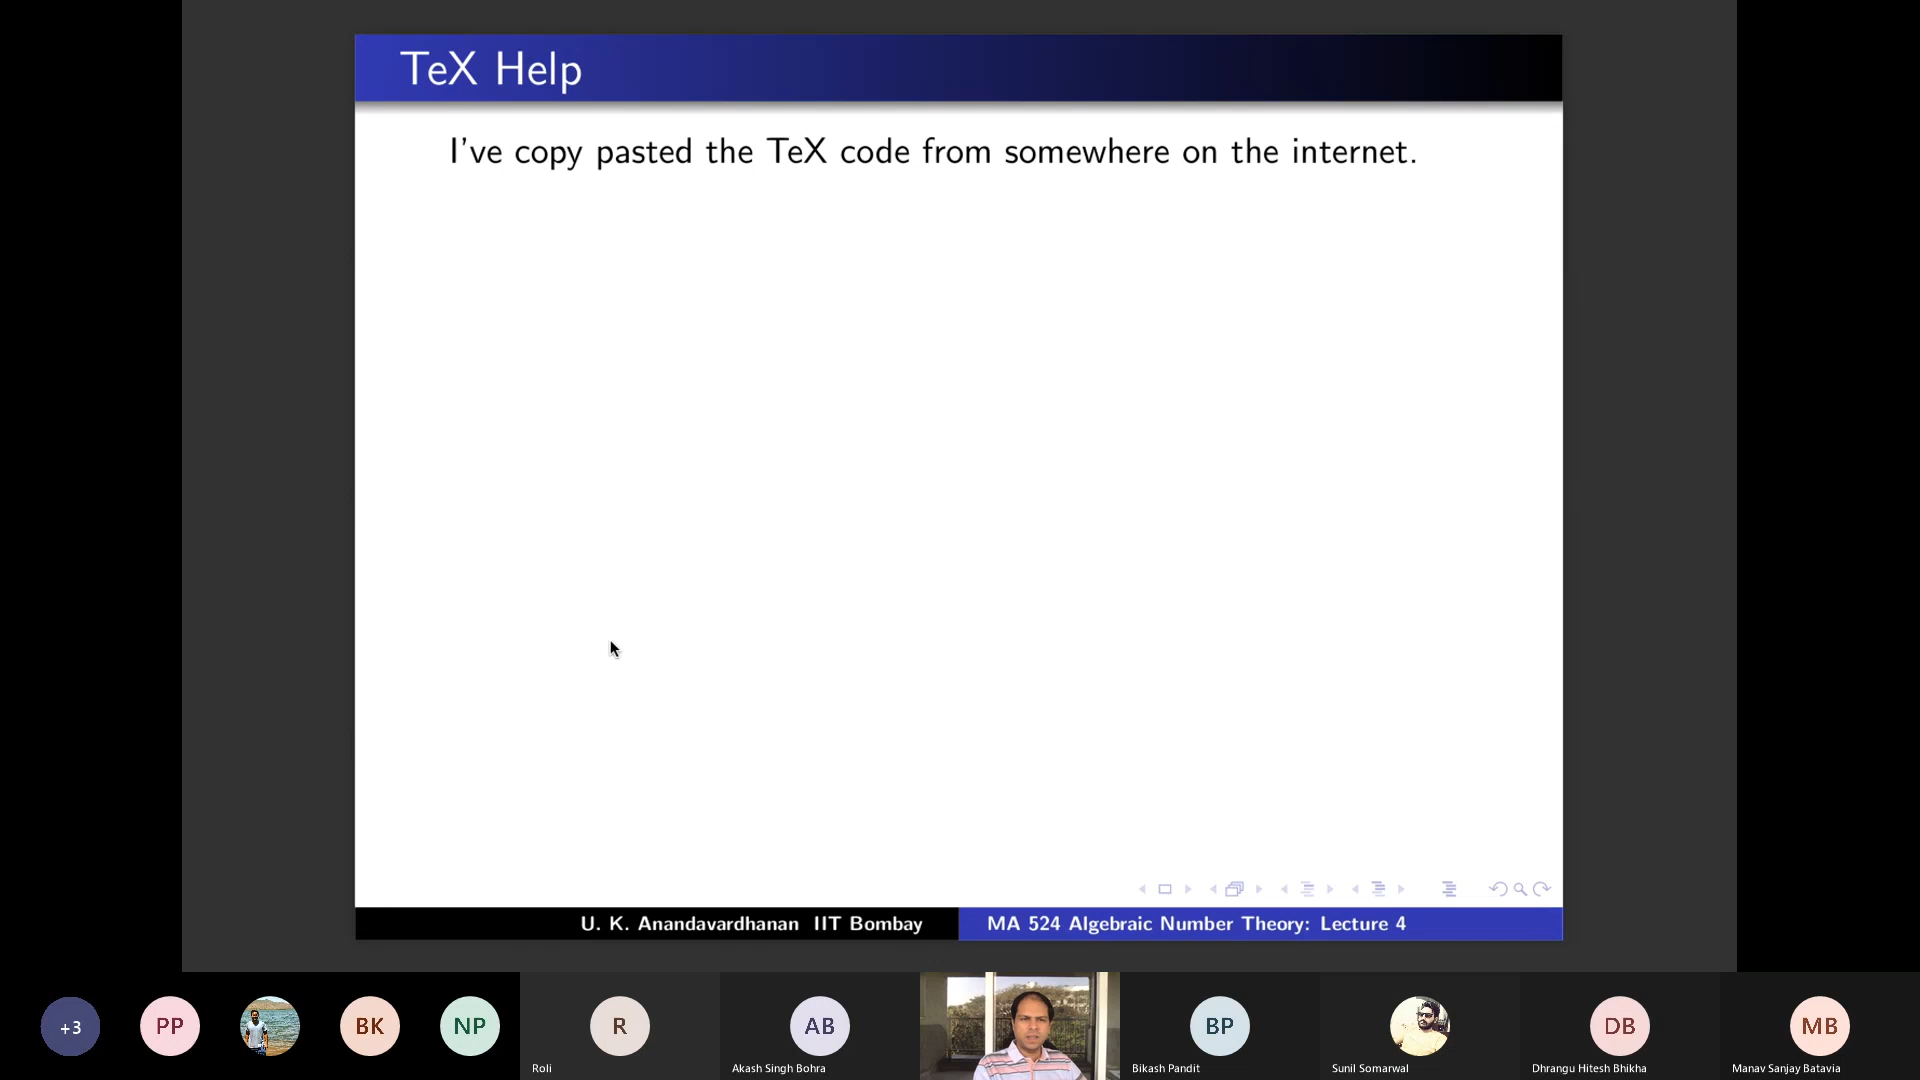 TeX Help
I've copy pasted the TeX code from somewhere on the internet.
U. K. Anandavardhanan IIT Bombay
MA 524 Algebraic Number Theory: Lecture 4
+3
PP
BK
NP
R
AB
BP
DB
MB
Roli
Akash Singh Bohra
Bikash Pandit
Sunil Somarwal
Dhrangu Hitesh Bhikha
Manav Sanjay Batavia